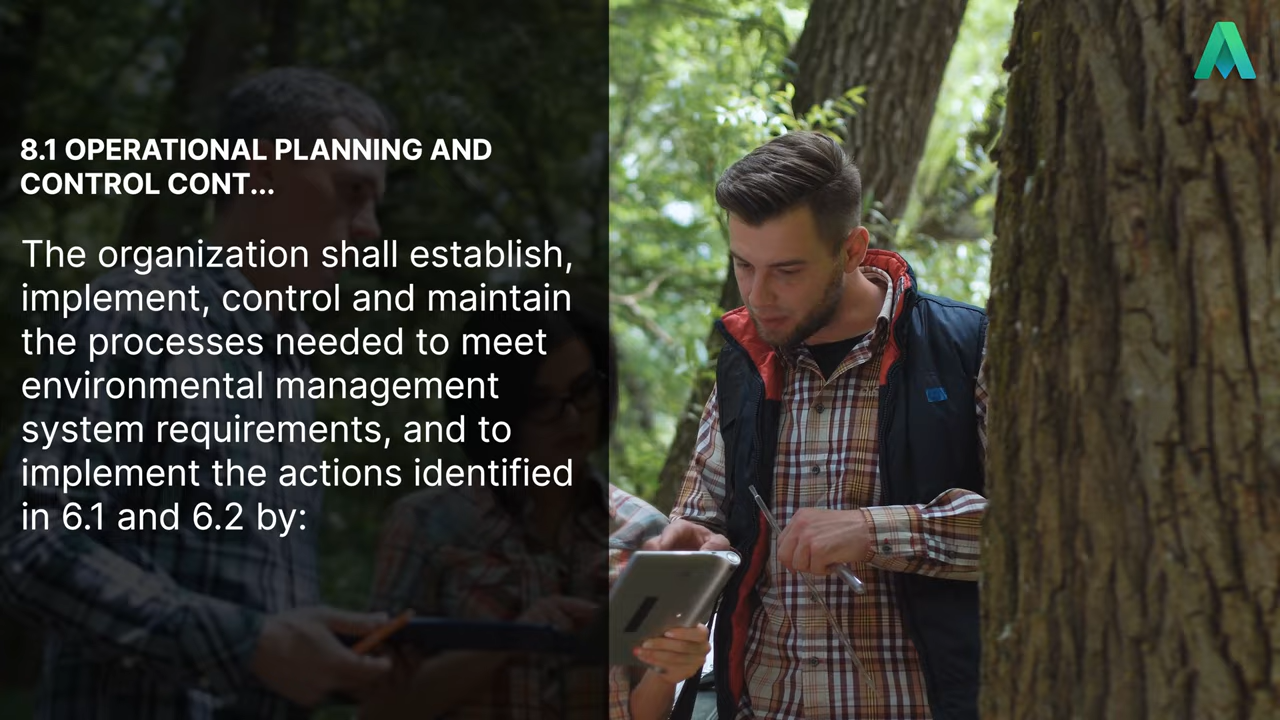 8.1 OPERATIONAL PLANNING AND
CONTROL CONT...
The organization shall establish,
implement, control and maintain
the processes needed to meet
environmental management
system requirements, and to
implement the actions identified
in 6.1 and 6.2 by: